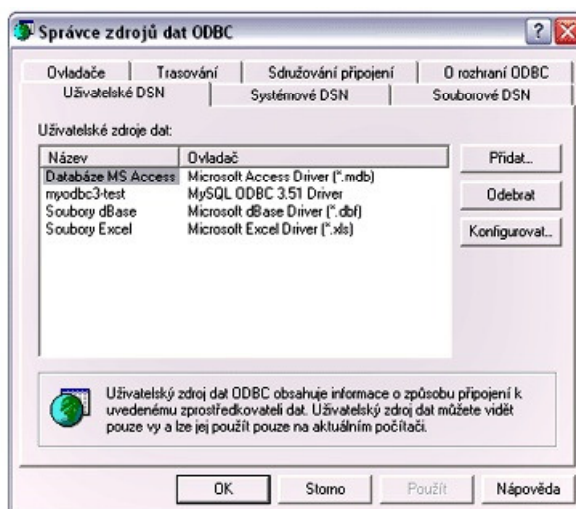 Správce zdrojů dat ODBC
Ovladače Trasování Sdružování připojení O rozhraní ODBC
Uživatelské DSN Systémové DSN Souborové DSN
Uživatelské zdroje dat:
Název Ovladač
Databáze MS Access Microsoft Access Driver (*.mdb)
myodbc3-test MySQL ODBC 3.51 Driver
Soubory dBase Microsoft dBase Driver (*.dbf)
Soubory Excel Microsoft Excel Driver (*.xls)
Přidat...
Odebrat
Konfigurovat...
Uživatelský zdroj dat ODBC obsahuje informace o způsobu připojení k
uvedenému zprostředkovateli dat. Uživatelský zdroj dat můžete vidět
pouze vy a lze jej použít pouze na aktuálním počítači.
OK Storno Použít Nápověda